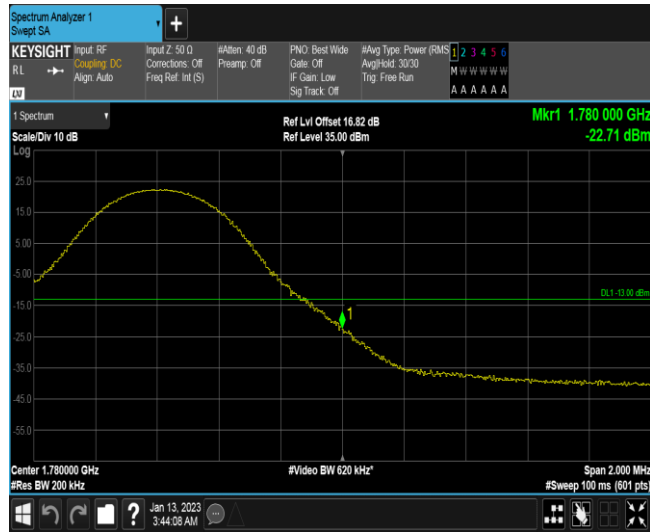 Spectrum Analyzer 1
Swept SA
KEYSIGHT
RL
LXI
Input: RF
Coupling: DC
Align: Auto
Input Z: 50 Ω
Corrections: Off
Freq Ref: Int (S)
#Atten: 40 dB
Preamp: Off
PNO: Best Wide
Gate: Off
IF Gain: Low
Sig Track: Off
#Avg Type: Power (RMS
Avg|Hold: 30/30
Trig: Free Run
1 2 3 4 5 6
M W W W W W
A A A A A A
1 Spectrum
Scale/Div 10 dB
Log
Ref Lvl Offset 16.82 dB
Ref Level 35.00 dBm
Mkr1 1.780 000 GHz
-22.71 dBm
25.0
15.0
5.00
-5.00
-15.0
-25.0
-35.0
-45.0
-55.0
DL1 -13.00 dBm
1
Center 1.780000 GHz
#Res BW 200 kHz
#Video BW 620 kHz*
Span 2.000 MHz
#Sweep 100 ms (601 pts)
Jan 13, 2023
3:44:08 AM